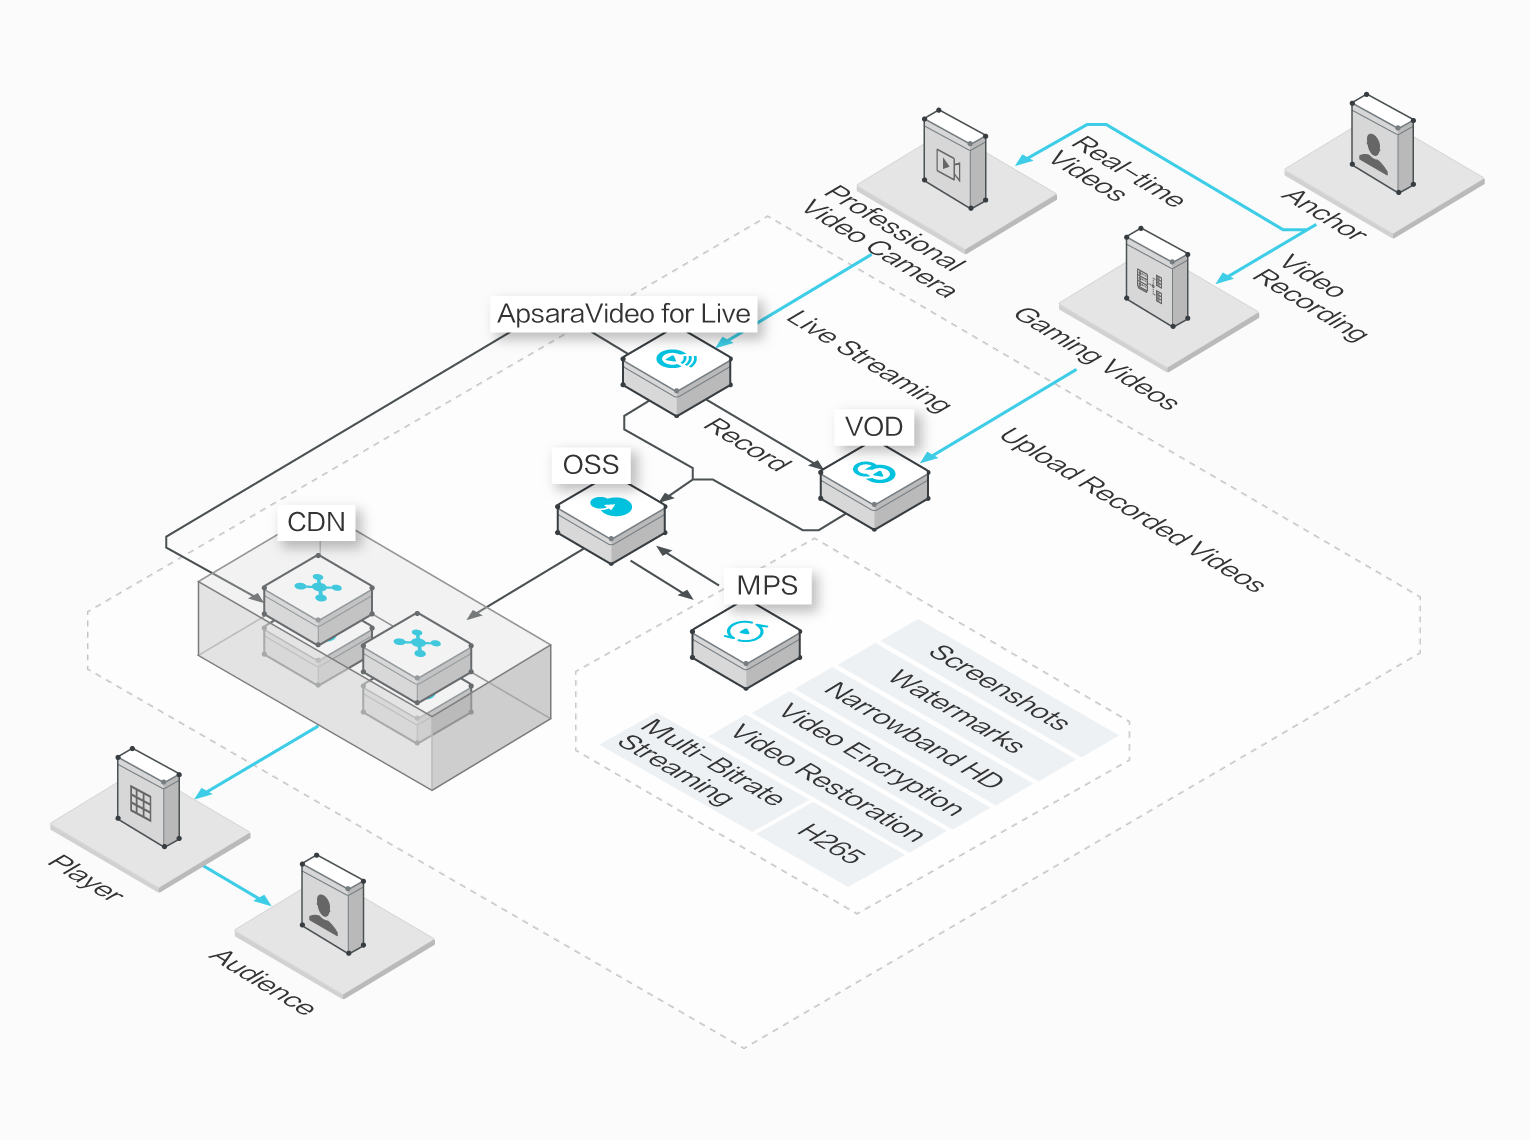 Real-time
Videos
Anchor
Professional
Video Camera
Video
Recording
ApsaraVideo for Live
Live Streaming
Gaming Videos
VOD
Record
OSS
Upload Recorded Videos
CDN
MPS
Screenshots
Watermarks
Narrowband HD
Video Encryption
Video Restoration
Multi-Bitrate
Streaming
H265
Player
Audience